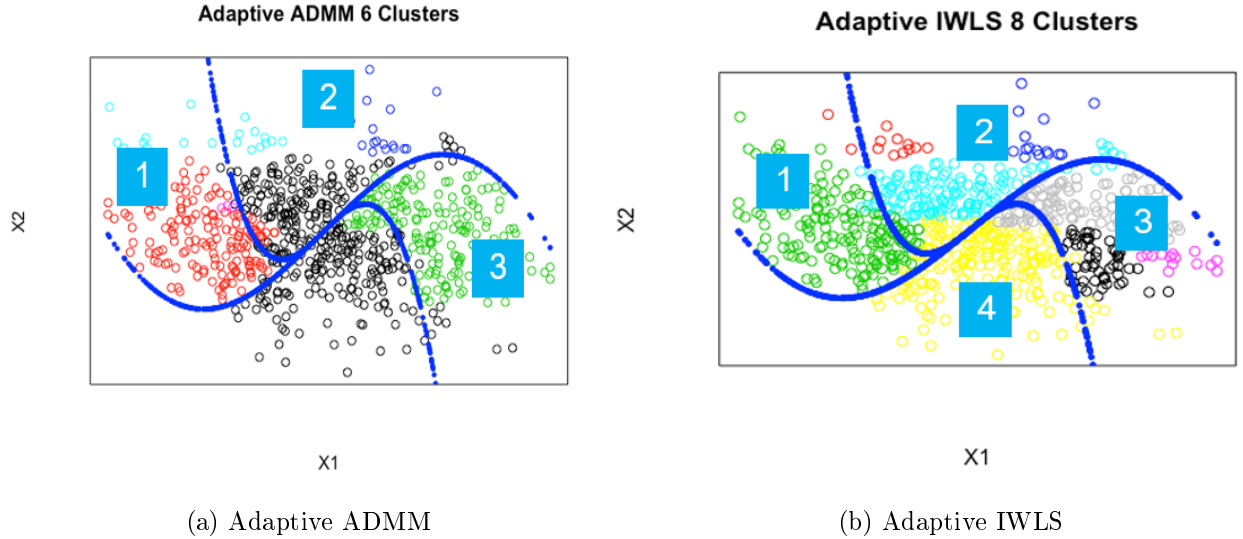 Adaptive ADMM 6 Clusters
2
1
3
X2
X1
(a) Adaptive ADMM
Adaptive IWLS 8 Clusters
2
1
3
4
X2
X1
(b) Adaptive IWLS